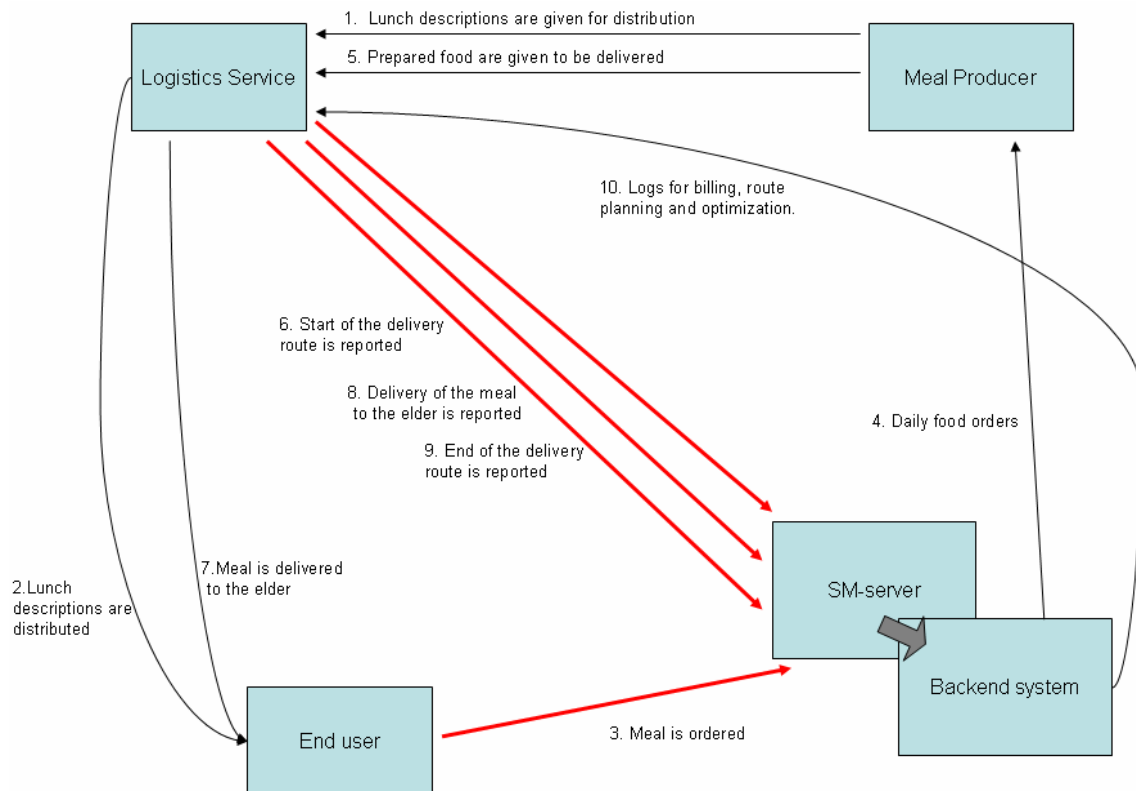 1. Lunch descriptions are given for distribution
5. Prepared food are given to be delivered
Logistics Service
Meal Producer
10. Logs for billing, route
planning and optimization.
6. Start of the delivery
route is reported
8. Delivery of the meal
to the elder is reported
9. End of the delivery
route is reported
4. Daily food orders
7.Meal is delivered
to the elder
2.Lunch
descriptions are
distributed
SM-server
Backend system
End user
3. Meal is ordered